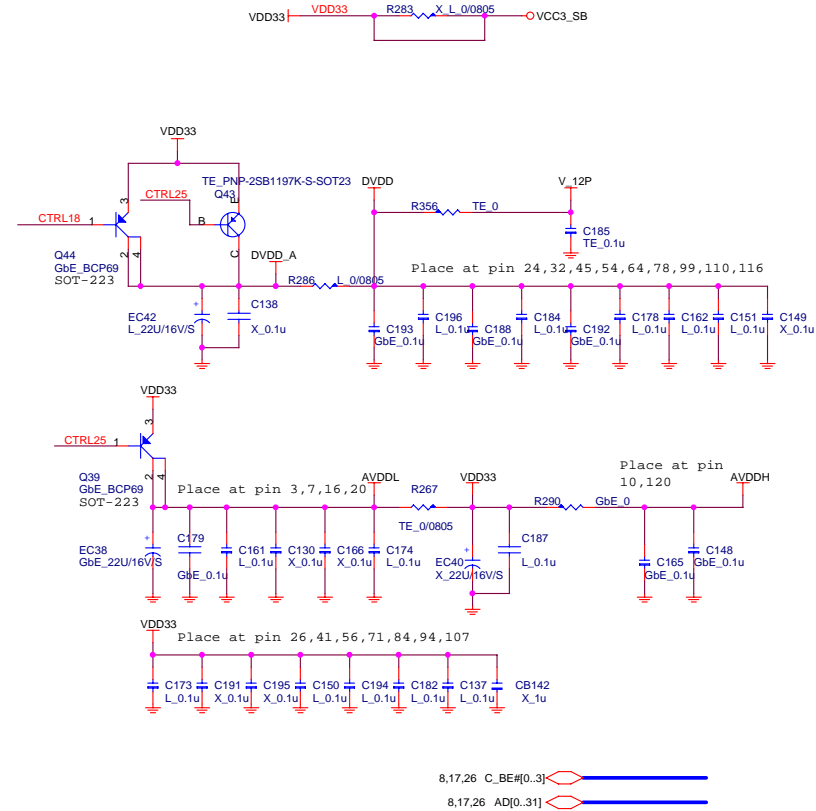 VDD33 VDD33 R283 X_L_0/0805 VCC3_SB
VDD33
TE_PNP-2SB1197K-S-SOT23
CTRL25 Q43
3 E
DVDD V_12P
R356 TE_0
CTRL18 1 B
C185
TE_0.1u
Q44
GbE_BCP69
SOT-223
2 4 C
DVDD_A
R286 L_0/0805
Place at pin 24,32,45,54,64,78,99,110,116
EC42
L_22U/16V/S
+
C138
X_0.1u
C193 C196 C188 C184 C192 C178 C162 C151 C149
GbE_0.1u L_0.1u GbE_0.1u L_0.1u GbE_0.1u L_0.1u L_0.1u L_0.1u X_0.1u
VDD33
3
CTRL25 1
Q39
GbE_BCP69
SOT-223
2 4
Place at pin 3,7,16,20
AVDDL
R267
TE_0/0805
VDD33
R290 GbE_0
Place at pin
10,120
AVDDH
EC38
GbE_22U/16V/S
+
C179
GbE_0.1u
C161 C130 C166 C174
L_0.1u X_0.1u X_0.1u L_0.1u
+
EC40
X_22U/16V/S
C187
L_0.1u
C165
GbE_0.1u
C148
GbE_0.1u
VDD33
Place at pin 26,41,56,71,84,94,107
C173 C191 C195 C150 C194 C182 C137 CB142
L_0.1u X_0.1u X_0.1u L_0.1u L_0.1u L_0.1u L_0.1u X_1u
8,17,26 C_BE#[0..3]
8,17,26 AD[0..31]